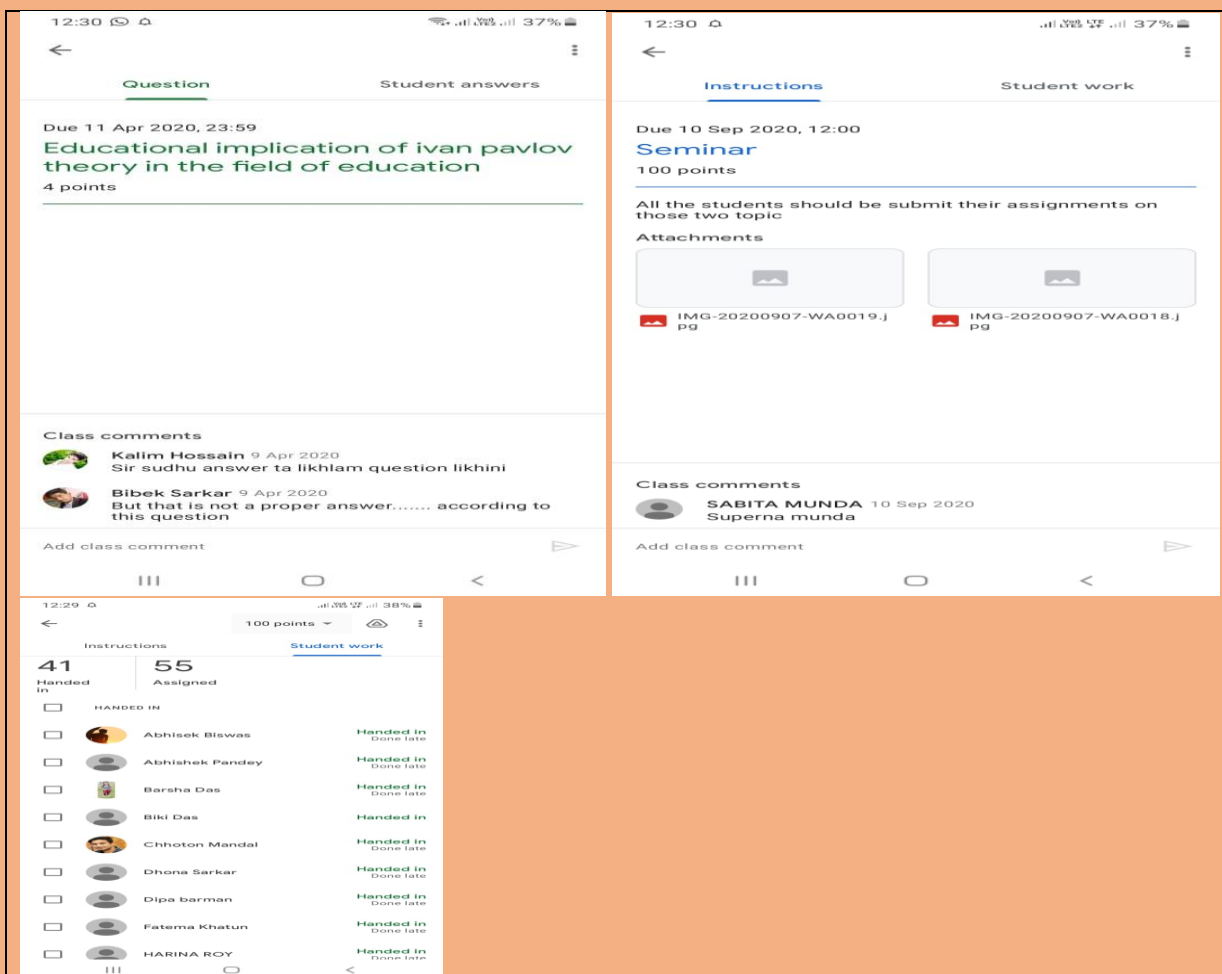 12:30 37%
Question Student answers
Due 11 Apr 2020, 23:59
Educational implication of ivan pavlov
theory in the field of education
4 points
Class comments
Kalim Hossain 9 Apr 2020
Sir sudhu answer ta likhlam question likhini
Bibek Sarkar 9 Apr 2020
But that is not a proper answer....... according to
this question
Add class comment
12:30 37%
Instructions Student work
Due 10 Sep 2020, 12:00
Seminar
100 points
All the students should be submit their assignments on
those two topic
Attachments
IMG-20200907-WA0019.j
pg
IMG-20200907-WA0018.j
pg
Class comments
SABITA MUNDA 10 Sep 2020
Superna munda
Add class comment
12:29 38%
100 points
Instructions Student work
41 55
Handed
in
Assigned
HANDED IN
Abhisek Biswas Handed in
Done late
Abhishek Pandey Handed in
Done late
Barsha Das Handed in
Done late
Biki Das Handed in
Chhoton Mandal Handed in
Done late
Dhona Sarkar Handed in
Done late
Dipa barman Handed in
Done late
Fatema Khatun Handed in
Done late
HARINA ROY Handed in
Done late